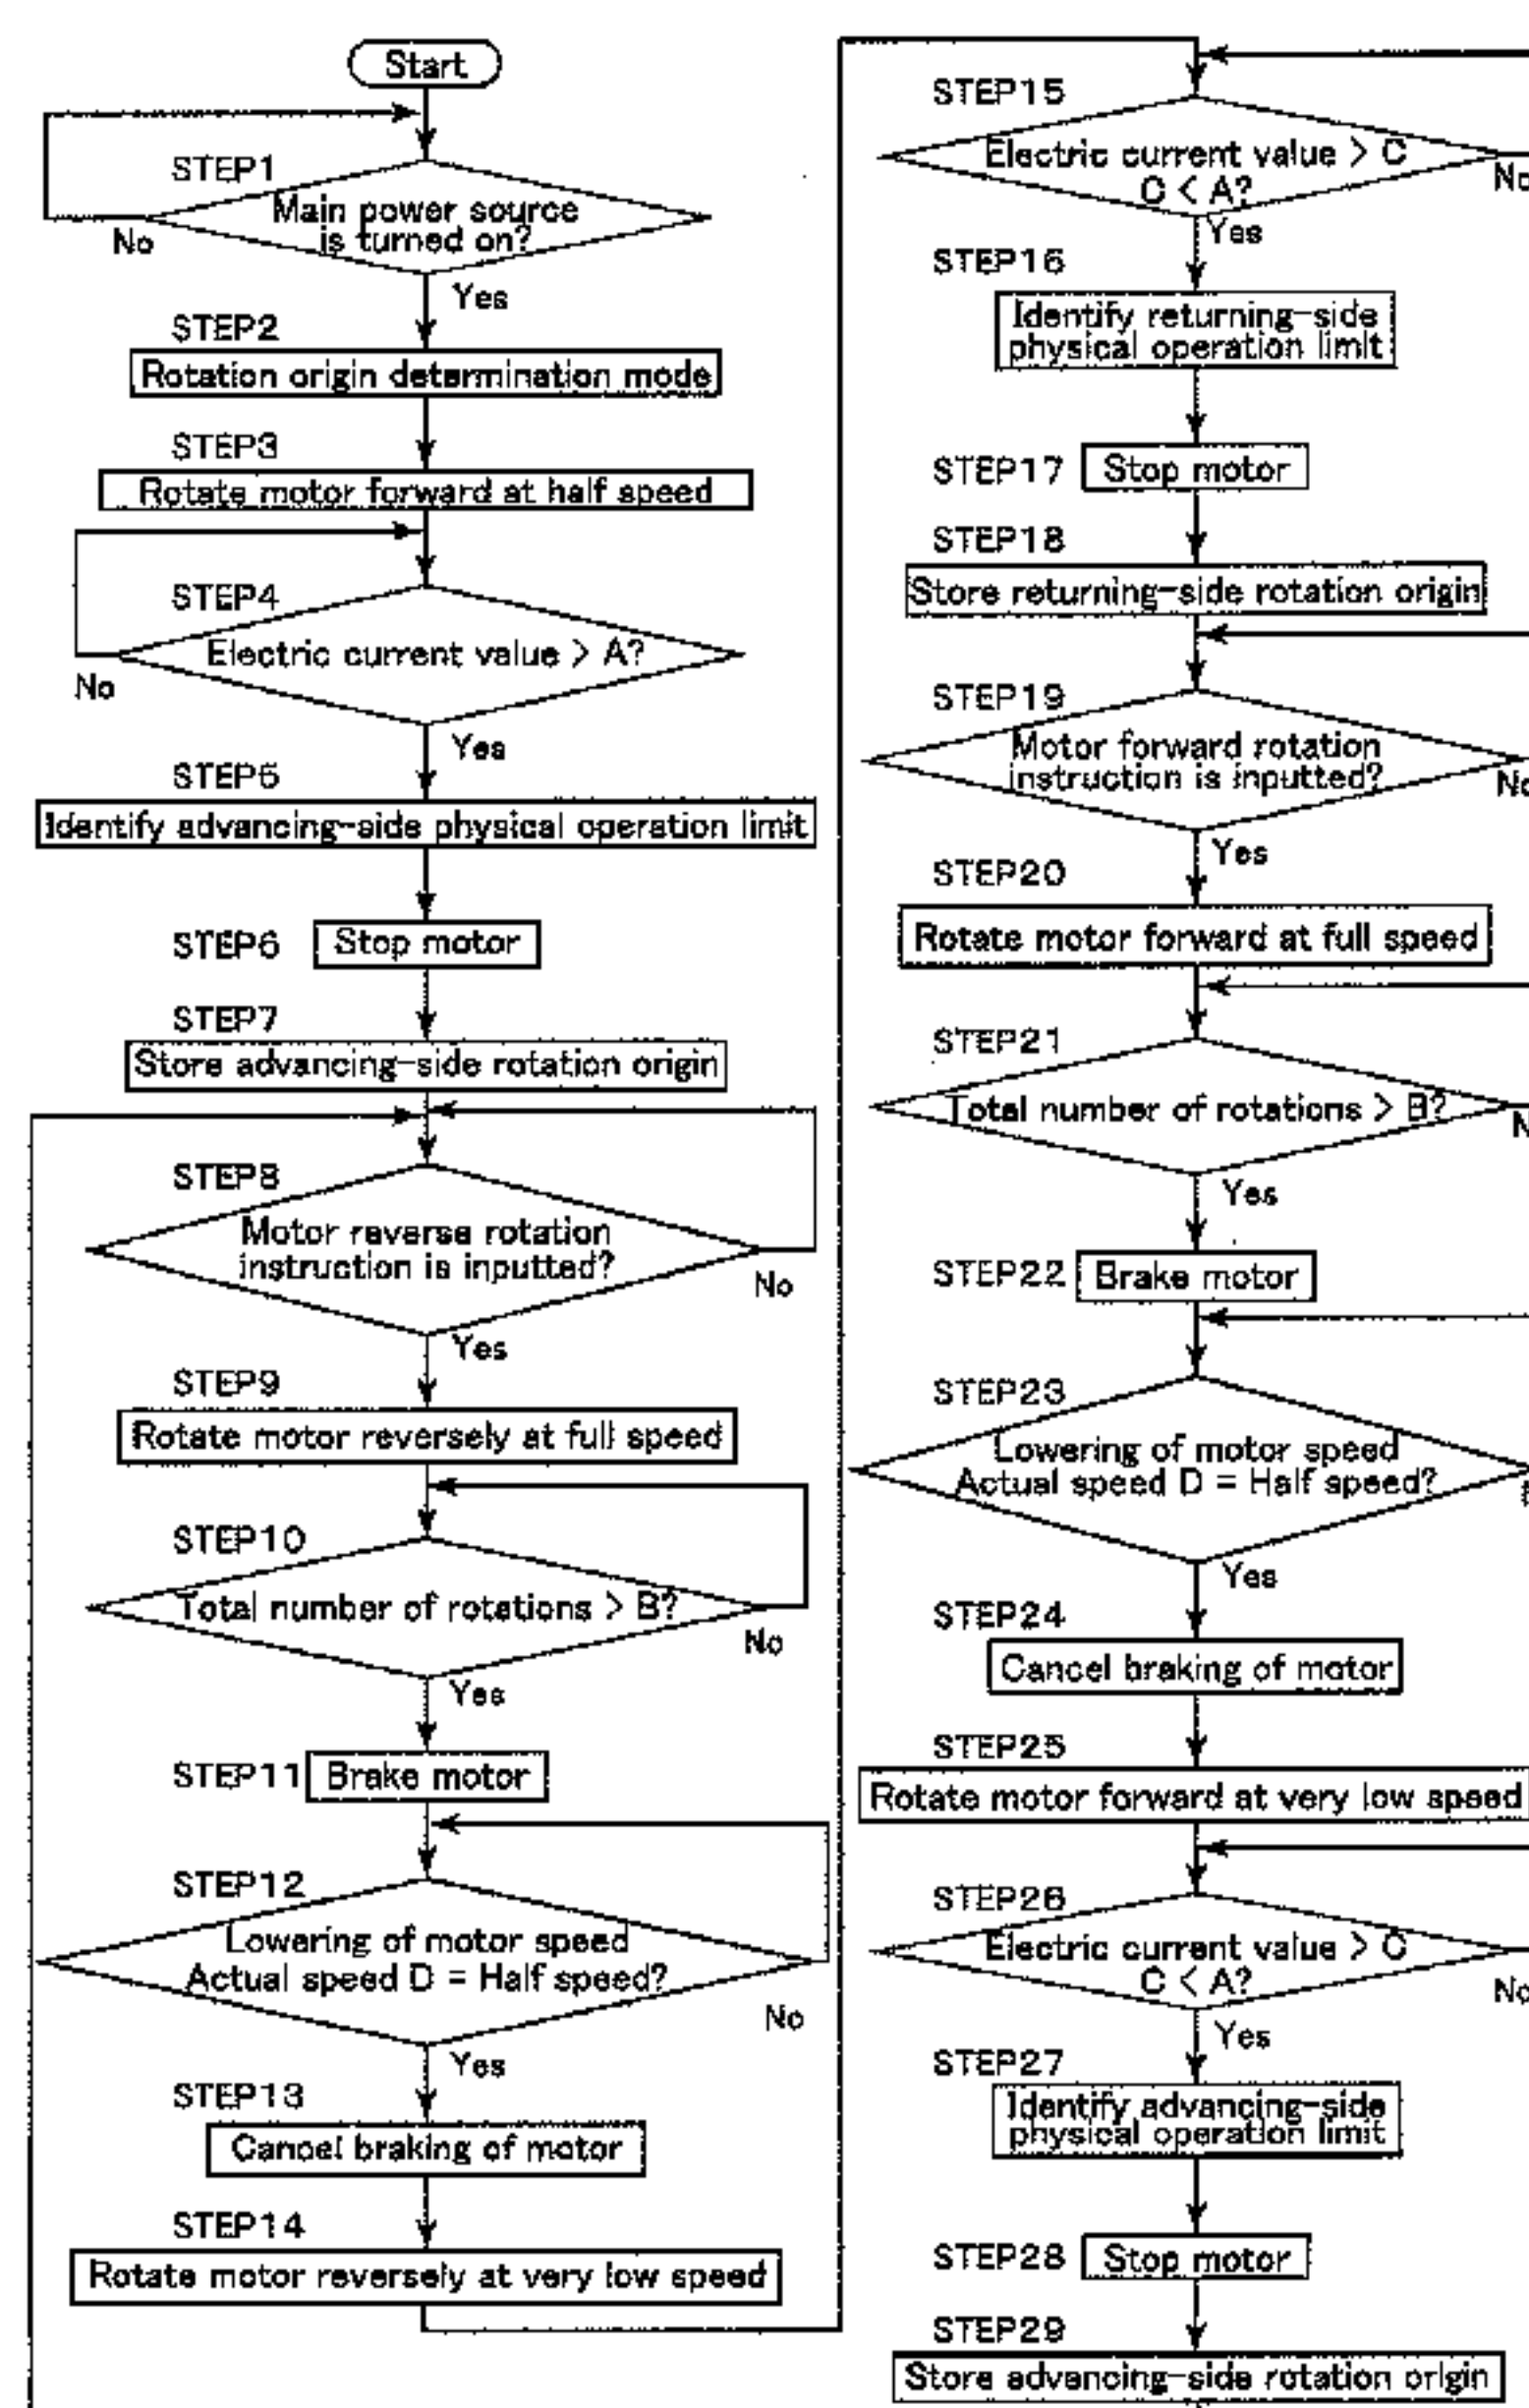 Start
STEP1
Main power source
is turned on?
No
Yes
STEP2
Rotation origin determination mode
STEP3
Rotate motor forward at half speed
STEP4
Electric current value > A?
No
Yes
STEP5
Identify advancing-side physical operation limit
STEP6
Stop motor
STEP7
Store advancing-side rotation origin
STEP8
Motor reverse rotation
instruction is inputted?
No
Yes
STEP9
Rotate motor reversely at full speed
STEP10
Total number of rotations > B?
No
Yes
STEP11
Brake motor
STEP12
Lowering of motor speed
Actual speed D = Half speed?
No
Yes
STEP13
Cancel braking of motor
STEP14
Rotate motor reversely at very low speed
STEP15
Electric current value > C
C < A?
No
Yes
STEP16
Identify returning-side
physical operation limit
STEP17
Stop motor
STEP18
Store returning-side rotation origin
STEP19
Motor forward rotation
instruction is inputted?
No
Yes
STEP20
Rotate motor forward at full speed
STEP21
Total number of rotations > B?
N
Yes
STEP22
Brake motor
STEP23
Lowering of motor speed
Actual speed D = Half speed?
Yes
STEP24
Cancel braking of motor
STEP25
Rotate motor forward at very low speed
STEP26
Electric current value > C
C < A?
No
Yes
STEP27
Identify advancing-side
physical operation limit
STEP28
Stop motor
STEP29
Store advancing-side rotation origin